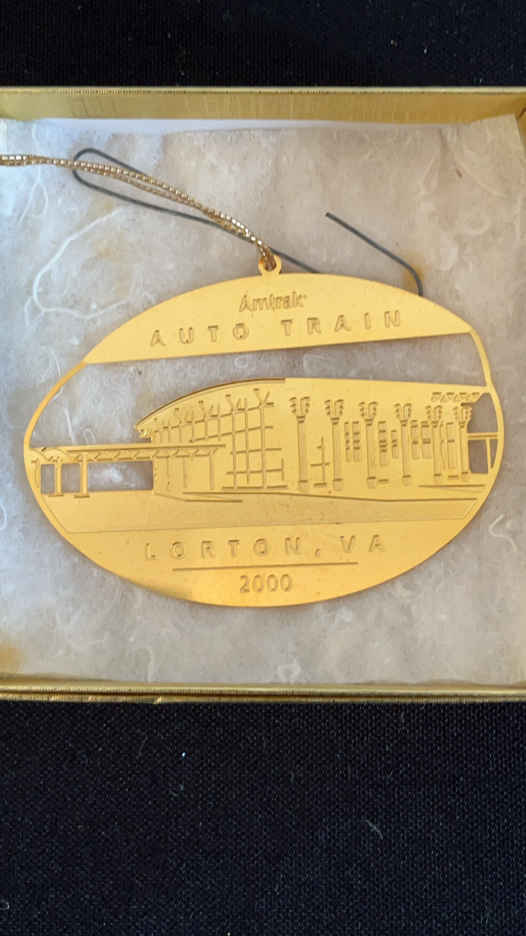 Amtrak®
AUTO TRAIN
LORTON, VA
2000